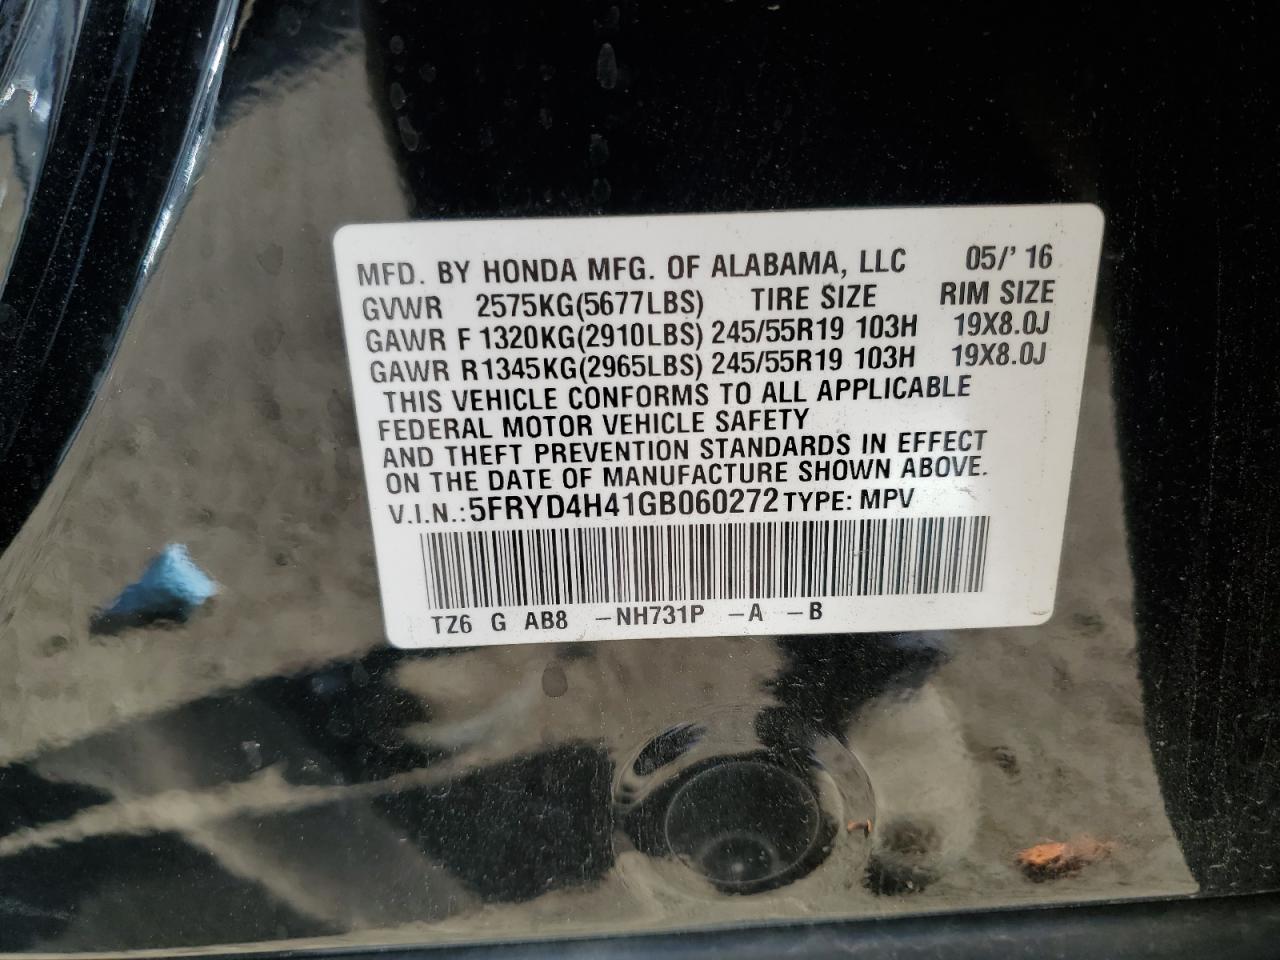 MFD. BY HONDA MFG. OF ALABAMA, LLC 05/' 16
GVWR 2575KG(5677LBS) TIRE SIZE RIM SIZE
GAWR F 1320KG(2910LBS) 245/55R19 103H 19X8.0J
GAWR R 1345KG(2965LBS) 245/55R19 103H 19X8.0J
THIS VEHICLE CONFORMS TO ALL APPLICABLE
FEDERAL MOTOR VEHICLE SAFETY
AND THEFT PREVENTION STANDARDS IN EFFECT
ON THE DATE OF MANUFACTURE SHOWN ABOVE.
V.I.N.: 5FRYD4H41GB060272 TYPE: MPV
TZ6 G AB8 -NH731P -A -B